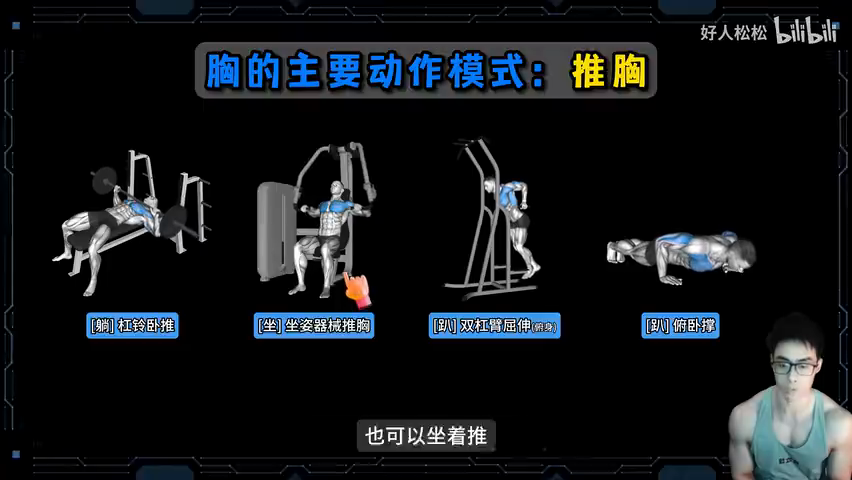 好人松松 bilibili
胸的主要动作模式：推胸
[躺] 杠铃卧推
[坐] 坐姿器械推胸
[趴] 双杠臂屈伸(俯身)
[趴] 俯卧撑
也可以坐着推